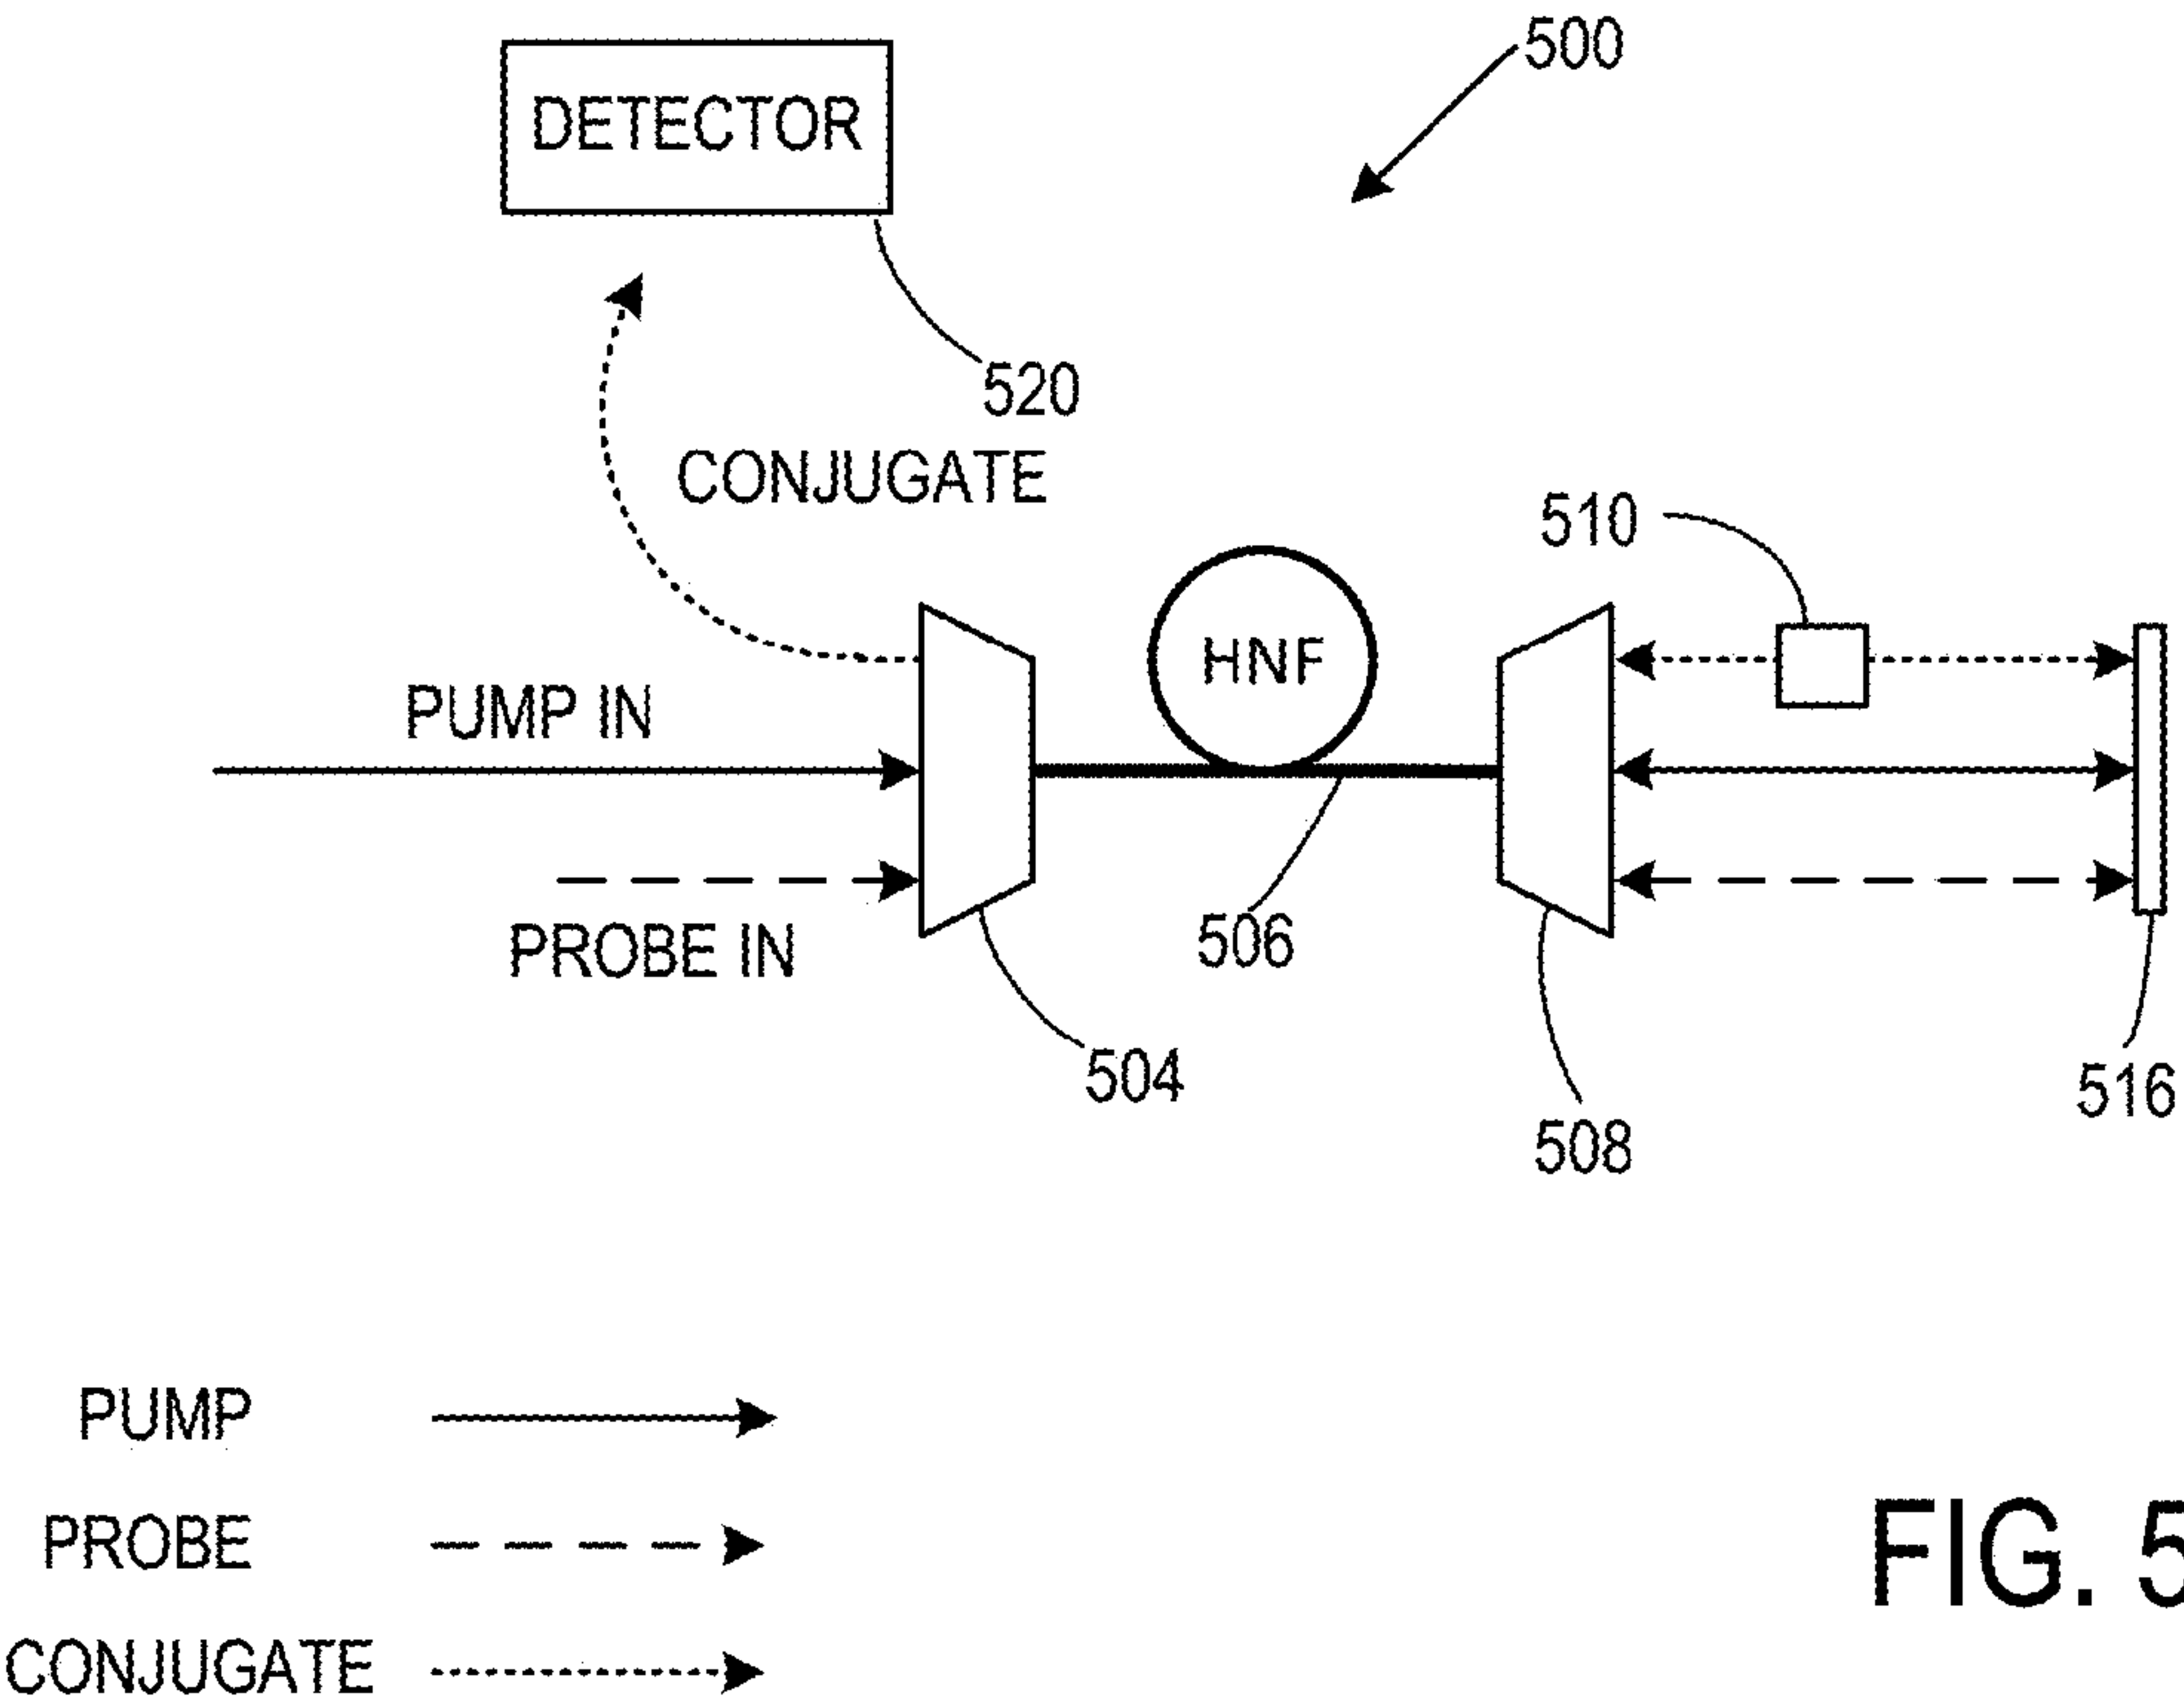 500
DETECTOR
520
CONJUGATE
510
HNF
PUMP IN
PROBE IN
506
504
508
516
PUMP
PROBE
CONJUGATE
FIG. 5